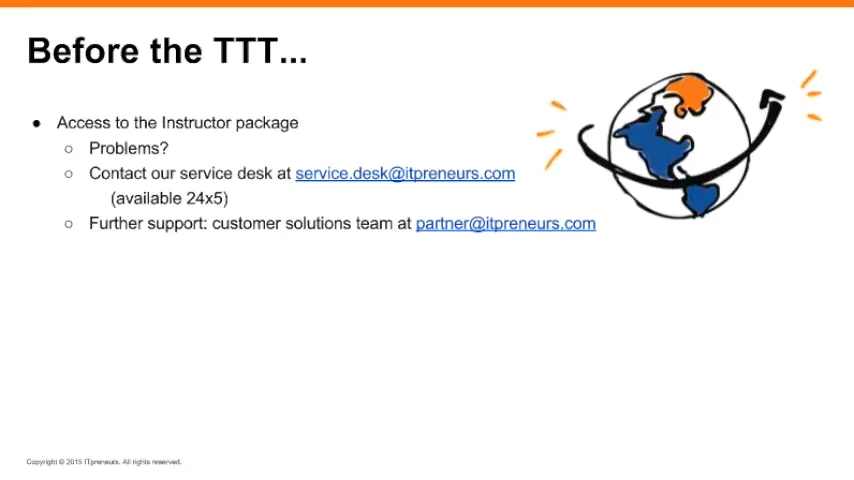 Before the TTT...
● Access to the Instructor package
○ Problems?
○ Contact our service desk at service.desk@itpreneurs.com
(available 24x5)
○ Further support: customer solutions team at partner@itpreneurs.com
Copyright © 2015 ITpreneurs. All rights reserved.